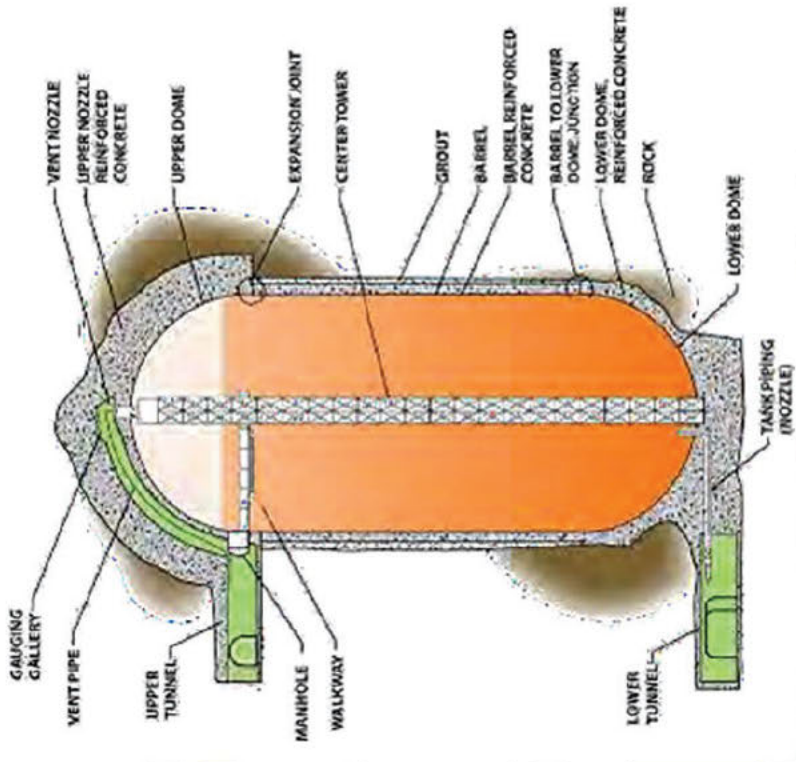 GAUGING
GALLERY
VENT PIPE
UPPER
TUNNEL
MANHOLE
WALKWAY
LOWER
TUNNEL
VENT NOZZLE
UPPER NOZZLE
REINFORCED
CONCRETE
UPPER DOME
EXPANSION JOINT
CENTER TOWER
GROUT
BARREL
BARREL REINFORCED
CONCRETE
BARREL TO LOWER
DOME JUNCTION
LOWER DOME,
REINFORCED CONCRETE
ROCK
LOWER DOME
TANK PIPING
(NOZZLE)